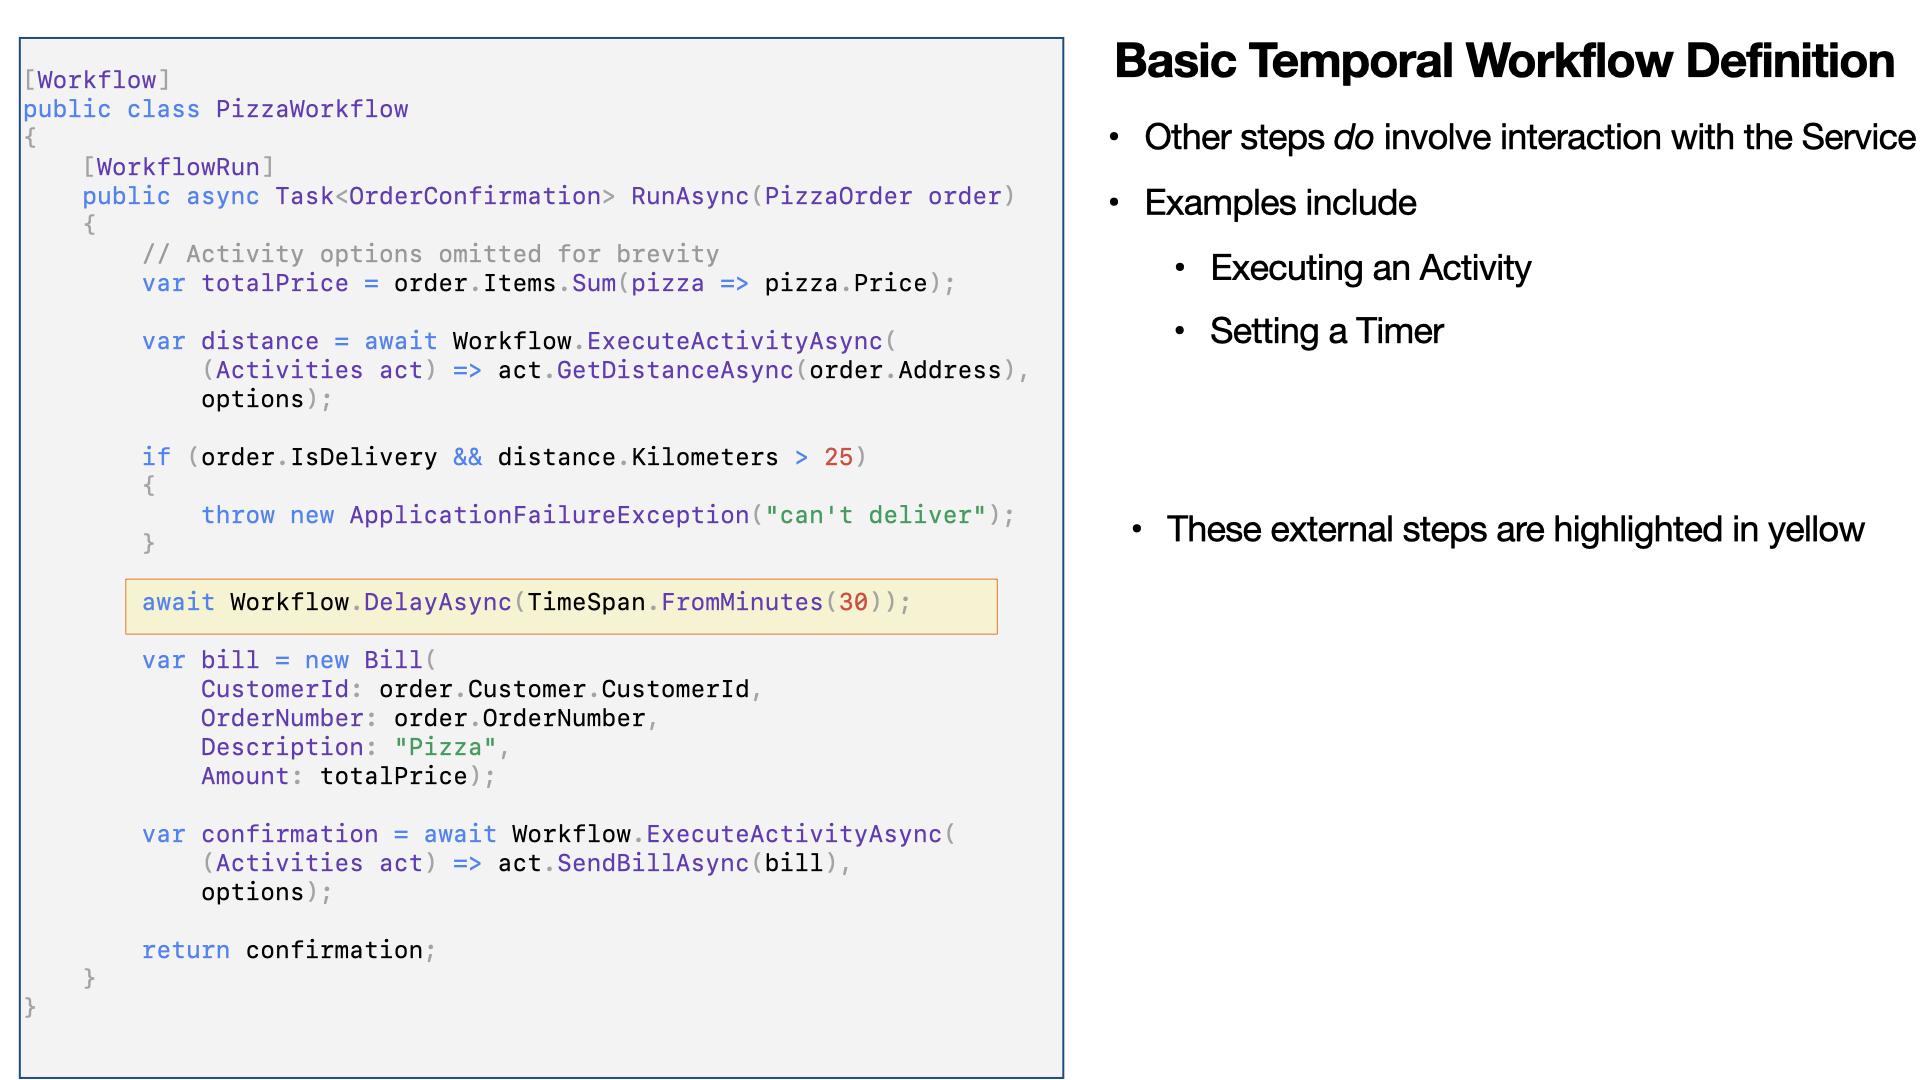 [Workflow]
public class PizzaWorkflow
{
    [WorkflowRun]
    public async Task<OrderConfirmation> RunAsync(PizzaOrder order)
    {
        // Activity options omitted for brevity
        var totalPrice = order.Items.Sum(pizza => pizza.Price);

        var distance = await Workflow.ExecuteActivityAsync(
            (Activities act) => act.GetDistanceAsync(order.Address),
            options);

        if (order.IsDelivery && distance.Kilometers > 25)
        {
            throw new ApplicationFailureException("can't deliver");
        }

        await Workflow.DelayAsync(TimeSpan.FromMinutes(30));

        var bill = new Bill(
            CustomerId: order.Customer.CustomerId,
            OrderNumber: order.OrderNumber,
            Description: "Pizza",
            Amount: totalPrice);

        var confirmation = await Workflow.ExecuteActivityAsync(
            (Activities act) => act.SendBillAsync(bill),
            options);

        return confirmation;
    }
}
Basic Temporal Workflow Definition
• Other steps do involve interaction with the Service
• Examples include
• Executing an Activity
• Setting a Timer
• These external steps are highlighted in yellow